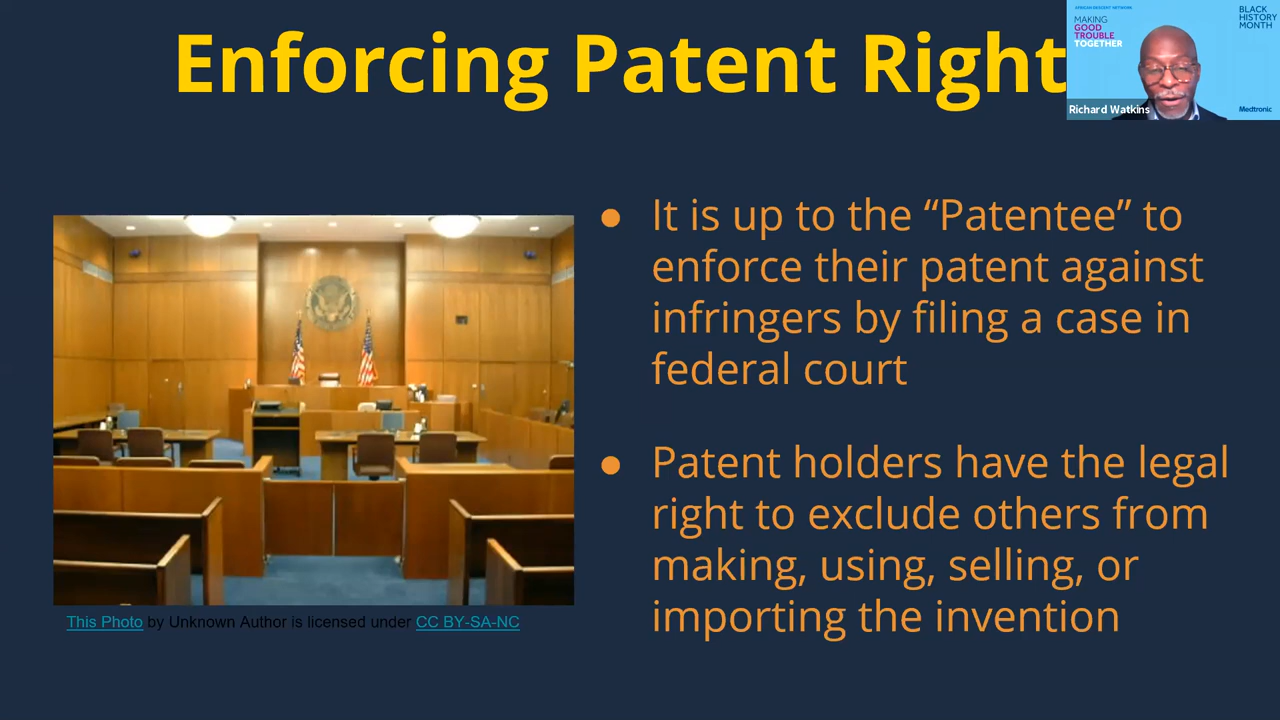 Enforcing Patent Right
AFRICAN DESCENT NETWORK
MAKING
GOOD
TROUBLE
TOGETHER
BLACK
HISTORY
MONTH
Richard Watkins
Medtronic
● It is up to the “Patentee” to
enforce their patent against
infringers by filing a case in
federal court
● Patent holders have the legal
right to exclude others from
making, using, selling, or
importing the invention
This Photo by Unknown Author is licensed under CC BY-SA-NC